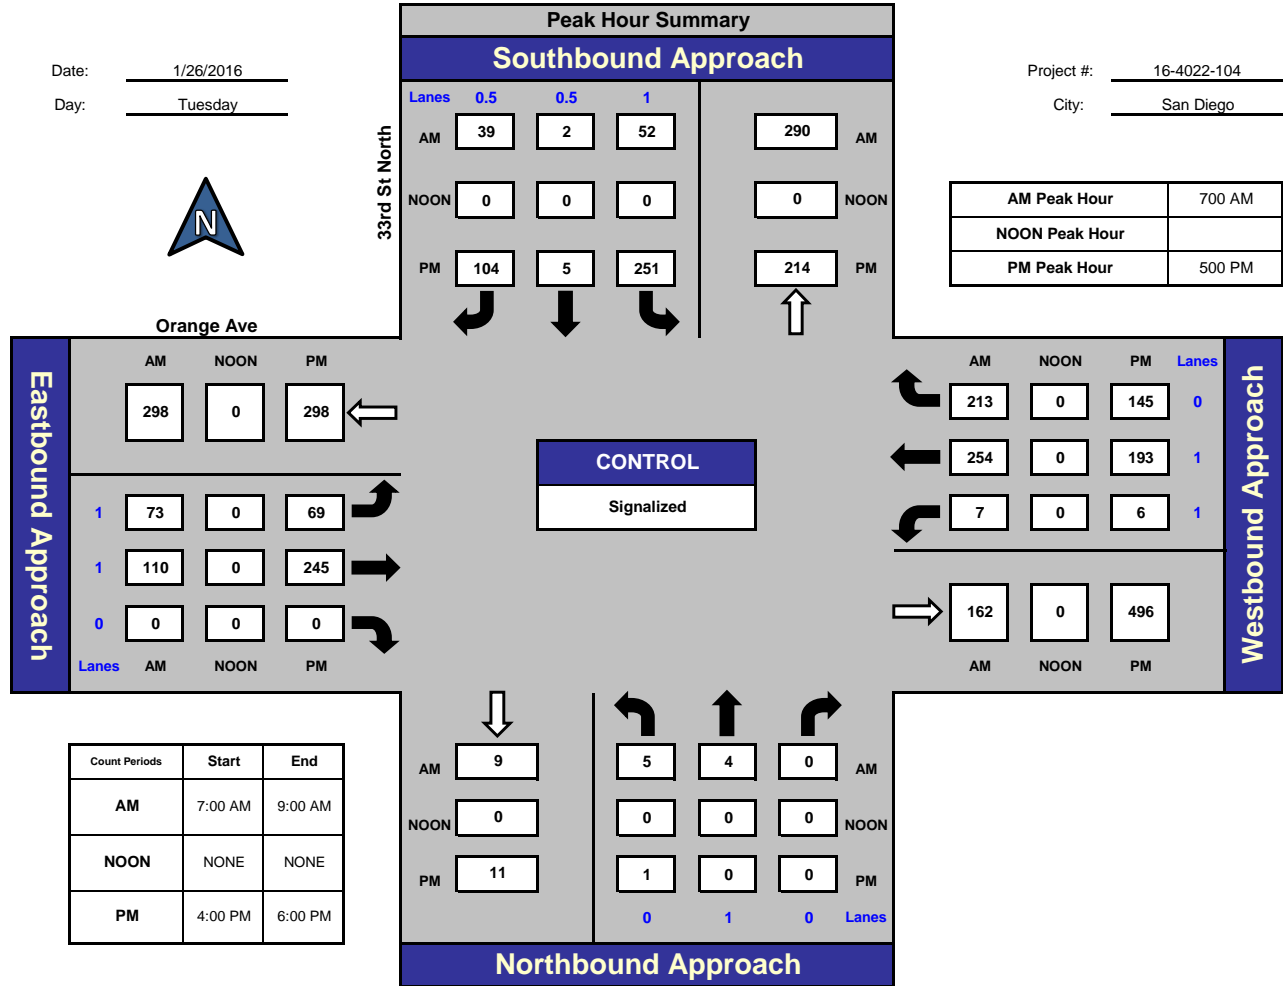 Peak Hour Summary
Southbound Approach
Date: 1/26/2016
Day: Tuesday
Project #: 16-4022-104
City: San Diego
N
33rd St North
Lanes 0.5 0.5 1
AM 39 2 52 290 AM
NOON 0 0 0 0 NOON
PM 104 5 251 214 PM
AM Peak Hour 700 AM
NOON Peak Hour
PM Peak Hour 500 PM
Orange Ave
Eastbound Approach
AM NOON PM
298 0 298
1 73 0 69
1 110 0 245
0 0 0 0
Lanes AM NOON PM
CONTROL
Signalized
AM NOON PM Lanes
213 0 145 0
254 0 193 1
7 0 6 1
162 0 496
AM NOON PM
Westbound Approach
Count Periods Start End
AM 7:00 AM 9:00 AM
NOON NONE NONE
PM 4:00 PM 6:00 PM
AM 9 5 4 0 AM
NOON 0 0 0 0 NOON
PM 11 1 0 0 PM
0 1 0 Lanes
Northbound Approach